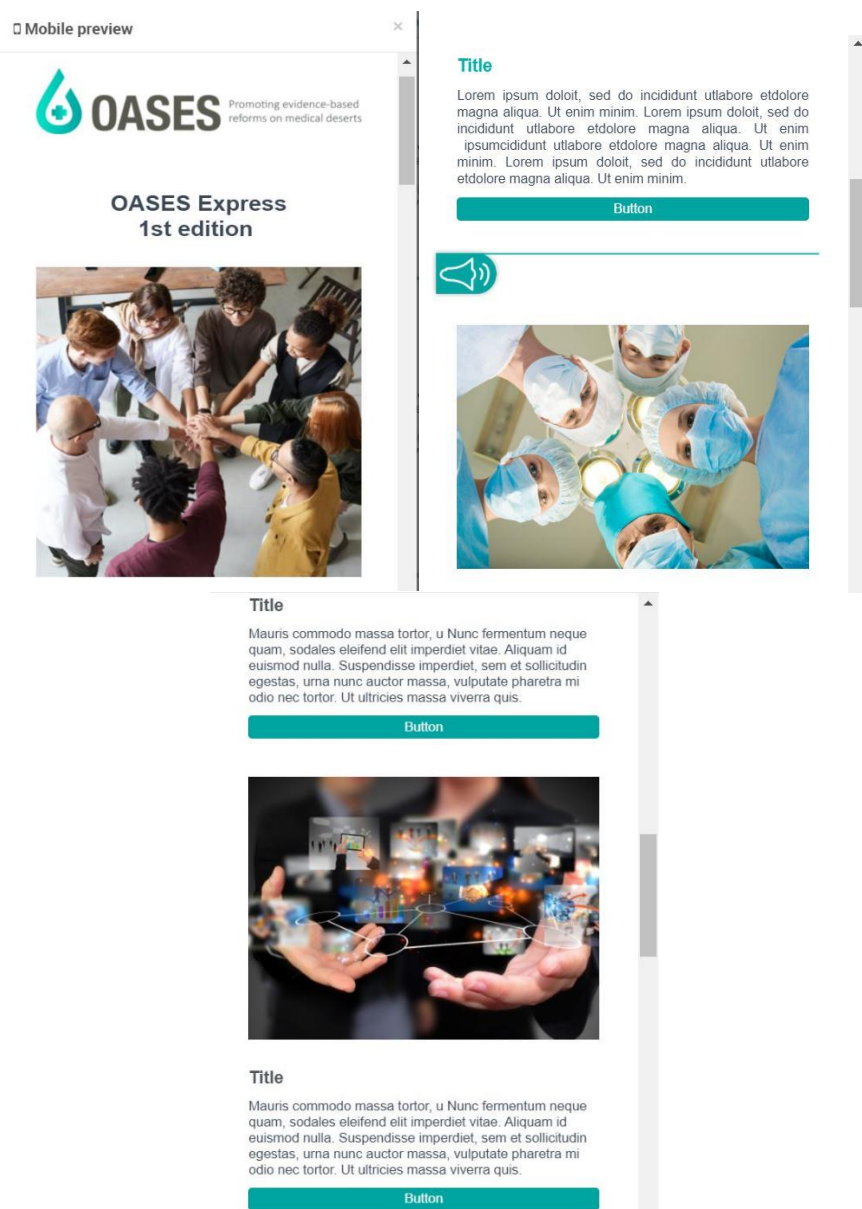 Mobile preview
OASES
Promoting evidence-based
reforms on medical deserts
OASES Express
1st edition
Title
Lorem ipsum doloit, sed do incididunt utlabore etdolore
magna aliqua. Ut enim minim. Lorem ipsum doloit, sed do
incididunt utlabore etdolore magna aliqua. Ut enim
ipsumcididunt utlabore etdolore magna aliqua. Ut enim
minim. Lorem ipsum doloit, sed do incididunt utlabore
etdolore magna aliqua. Ut enim minim.
Button
Title
Mauris commodo massa tortor, u Nunc fermentum neque
quam, sodales eleifend elit imperdiet vitae. Aliquam id
euismod nulla. Suspendisse imperdiet, sem et sollicitudin
egestas, urna nunc auctor massa, vulputate pharetra mi
odio nec tortor. Ut ultricies massa viverra quis.
Button
Title
Mauris commodo massa tortor, u Nunc fermentum neque
quam, sodales eleifend elit imperdiet vitae. Aliquam id
euismod nulla. Suspendisse imperdiet, sem et sollicitudin
egestas, urna nunc auctor massa, vulputate pharetra mi
odio nec tortor. Ut ultricies massa viverra quis.
Button